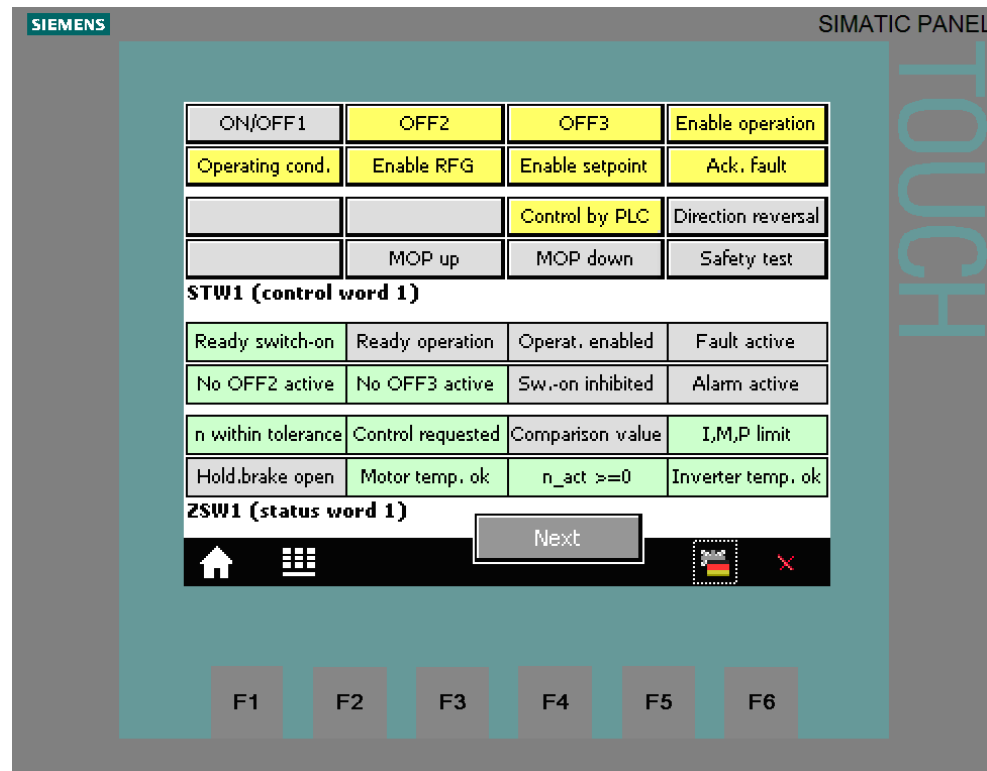 SIEMENS
SIMATIC PANEL
TOUCH
ON/OFF1 OFF2 OFF3 Enable operation
Operating cond. Enable RFG Enable setpoint Ack. fault
Control by PLC Direction reversal
MOP up MOP down Safety test
STW1 (control word 1)
Ready switch-on Ready operation Operat. enabled Fault active
No OFF2 active No OFF3 active Sw.-on inhibited Alarm active
n within tolerance Control requested Comparison value I,M,P limit
Hold.brake open Motor temp. ok n_act >=0 Inverter temp. ok
ZSW1 (status word 1)
Next
F1 F2 F3 F4 F5 F6